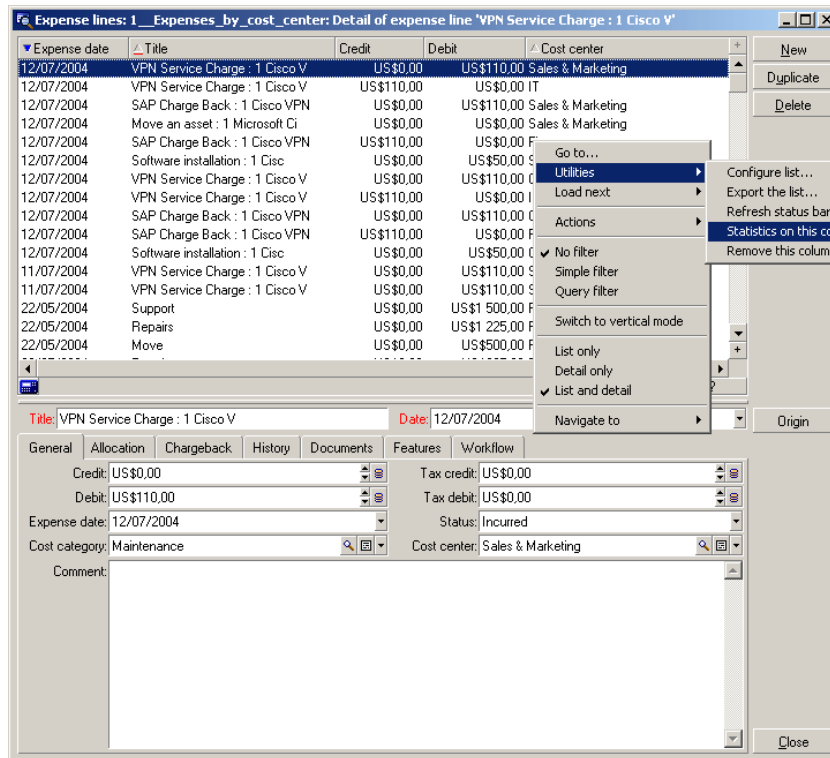 Expense lines: 1__Expenses_by_cost_center: Detail of expense line 'VPN Service Charge : 1 Cisco V'
Expense date Title Credit Debit Cost center
12/07/2004 VPN Service Charge : 1 Cisco V US$0,00 US$110,00 Sales & Marketing
12/07/2004 VPN Service Charge : 1 Cisco V US$110,00 US$0,00 IT
12/07/2004 SAP Charge Back : 1 Cisco VPN US$0,00 US$110,00 Sales & Marketing
12/07/2004 Move an asset : 1 Microsoft Ci US$0,00 US$0,00 Sales & Marketing
12/07/2004 SAP Charge Back : 1 Cisco VPN US$110,00 US$0,00
12/07/2004 Software installation : 1 Cisc US$0,00 US$50,00
12/07/2004 VPN Service Charge : 1 Cisco V US$0,00 US$110,00
12/07/2004 VPN Service Charge : 1 Cisco V US$110,00 US$0,00
12/07/2004 SAP Charge Back : 1 Cisco VPN US$0,00 US$110,00
12/07/2004 SAP Charge Back : 1 Cisco VPN US$110,00 US$0,00
12/07/2004 Software installation : 1 Cisc US$0,00 US$50,00
11/07/2004 VPN Service Charge : 1 Cisco V US$0,00 US$110,00
11/07/2004 VPN Service Charge : 1 Cisco V US$0,00 US$110,00
22/05/2004 Support US$0,00 US$1 500,00
22/05/2004 Repairs US$0,00 US$1 225,00
22/05/2004 Move US$0,00 US$500,00
New
Duplicate
Delete
Go to...
Utilities
Load next
Actions
No filter
Simple filter
Query filter
Switch to vertical mode
List only
Detail only
List and detail
Navigate to
Configure list...
Export the list...
Refresh status bar
Statistics on this co
Remove this colum
Title: VPN Service Charge : 1 Cisco V Date: 12/07/2004
Origin
General Allocation Chargeback History Documents Features Workflow
Credit: US$0,00 Tax credit: US$0,00
Debit: US$110,00 Tax debit: US$0,00
Expense date: 12/07/2004 Status: Incurred
Cost category: Maintenance Cost center: Sales & Marketing
Comment:
Close